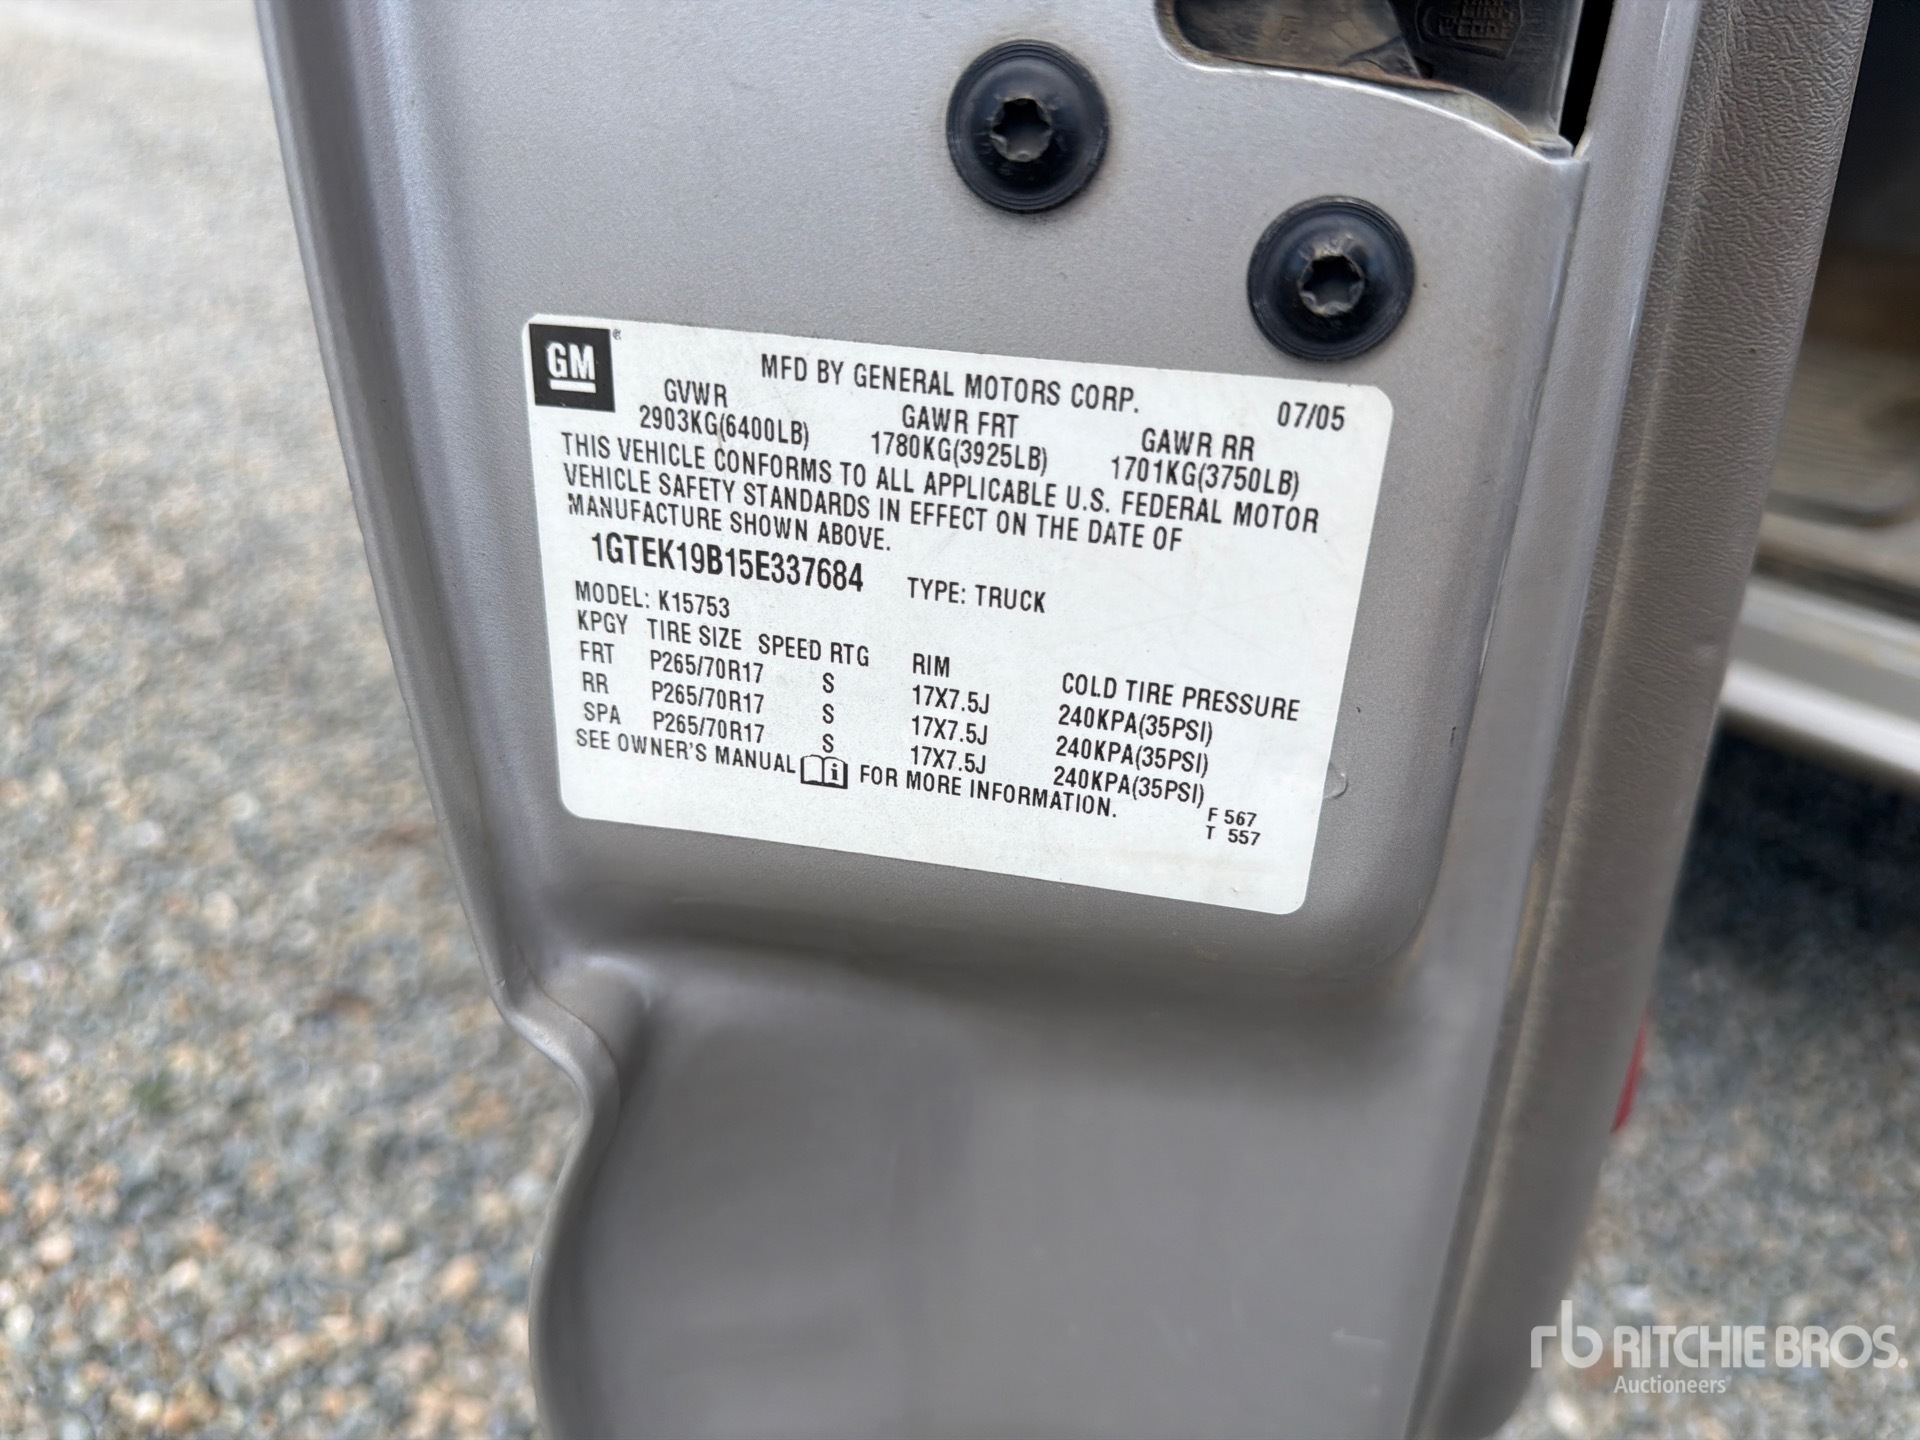 GM
MFD BY GENERAL MOTORS CORP.
07/05
GVWR GAWR FRT GAWR RR
2903KG(6400LB) 1780KG(3925LB) 1701KG(3750LB)
THIS VEHICLE CONFORMS TO ALL APPLICABLE U.S. FEDERAL MOTOR
VEHICLE SAFETY STANDARDS IN EFFECT ON THE DATE OF
MANUFACTURE SHOWN ABOVE.
1GTEK19B15E337684 TYPE: TRUCK
MODEL: K15753
KPGY TIRE SIZE SPEED RTG RIM COLD TIRE PRESSURE
FRT P265/70R17 S 17X7.5J 240KPA(35PSI)
RR P265/70R17 S 17X7.5J 240KPA(35PSI)
SPA P265/70R17 S 17X7.5J 240KPA(35PSI)
SEE OWNER'S MANUAL FOR MORE INFORMATION.
F 567
T 557
rb RITCHIE BROS.
Auctioneers